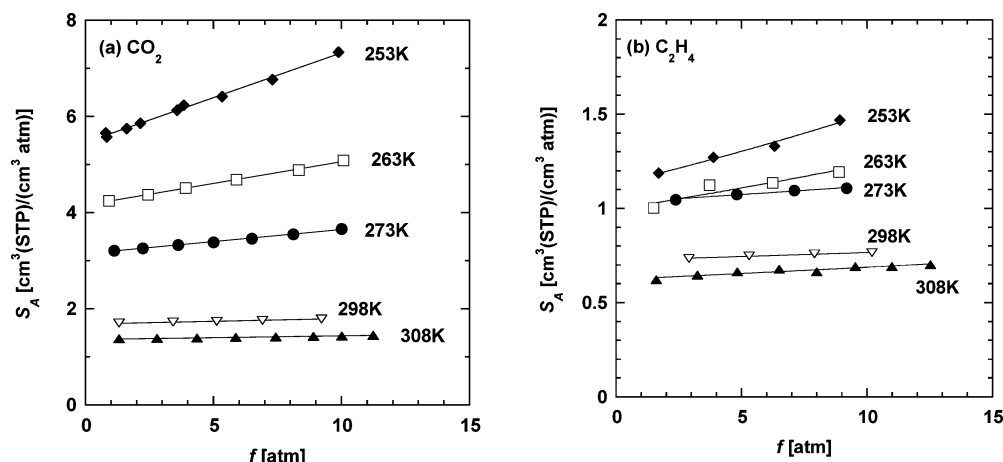 8
6
4
2
0
S_A [cm³(STP)/(cm³ atm)]
(a) CO₂
253K
263K
273K
298K
308K
0 5 10 15
f [atm]
2
1.5
1
0.5
0
S_A [cm³(STP)/(cm³ atm)]
(b) C₂H₄
253K
263K
273K
298K
308K
0 5 10 15
f [atm]